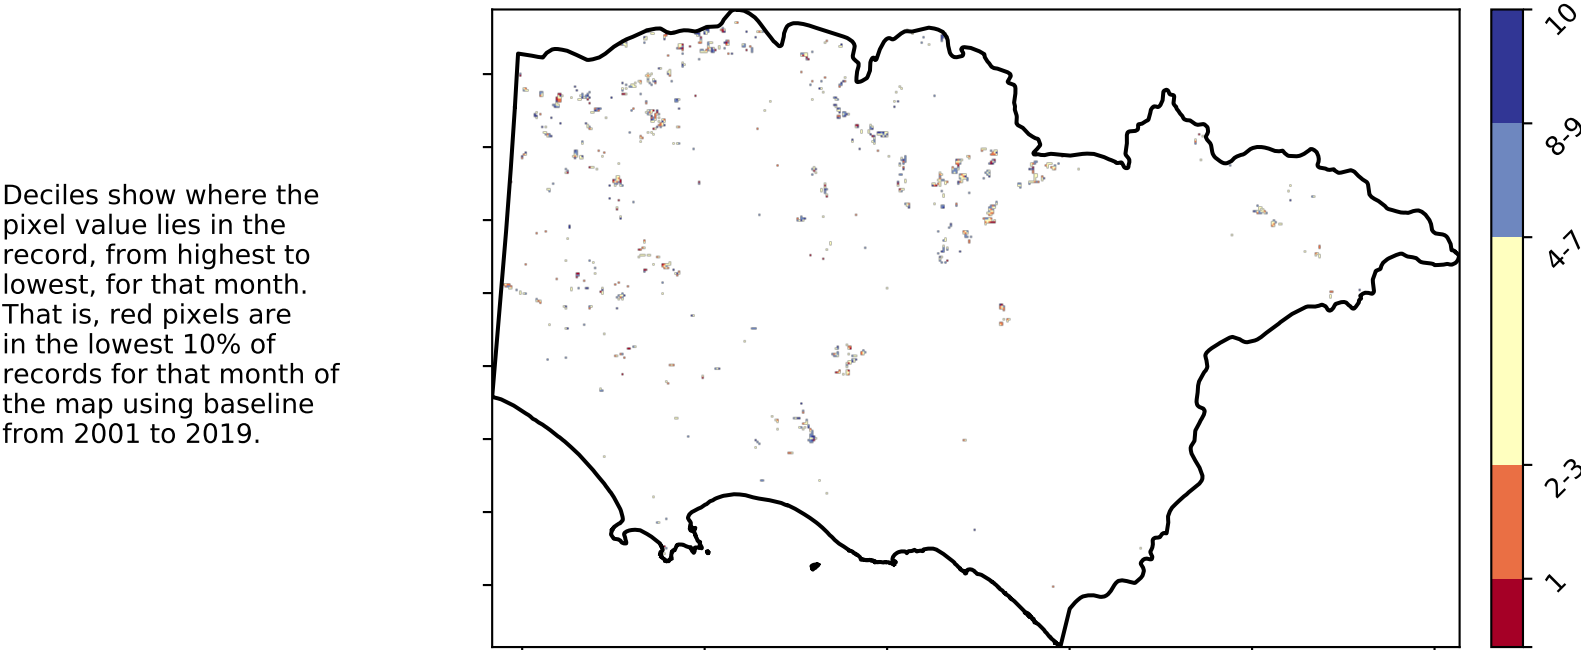 Deciles show where the
pixel value lies in the
record, from highest to
lowest, for that month.
That is, red pixels are
in the lowest 10% of
records for that month of
the map using baseline
from 2001 to 2019.
10
8-9
4-7
2-3
1